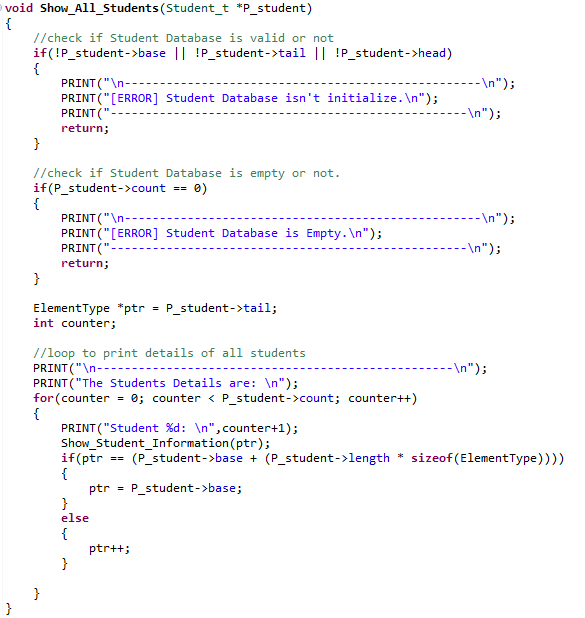 void Show_All_Students(Student_t *P_student)
{
    //check if Student Database is valid or not
    if(!P_student->base || !P_student->tail || !P_student->head)
    {
        PRINT("\n---------------------------------------------------\n");
        PRINT("[ERROR] Student Database isn't initialize.\n");
        PRINT("---------------------------------------------------\n");
        return;
    }

    //check if Student Database is empty or not.
    if(P_student->count == 0)
    {
        PRINT("\n---------------------------------------------------\n");
        PRINT("[ERROR] Student Database is Empty.\n");
        PRINT("---------------------------------------------------\n");
        return;
    }

    ElementType *ptr = P_student->tail;
    int counter;

    //loop to print details of all students
    PRINT("\n---------------------------------------------------\n");
    PRINT("The Students Details are: \n");
    for(counter = 0; counter < P_student->count; counter++)
    {
        PRINT("Student %d: \n",counter+1);
        Show_Student_Information(ptr);
        if(ptr == (P_student->base + (P_student->length * sizeof(ElementType))))
        {
            ptr = P_student->base;
        }
        else
        {
            ptr++;
        }

    }
}